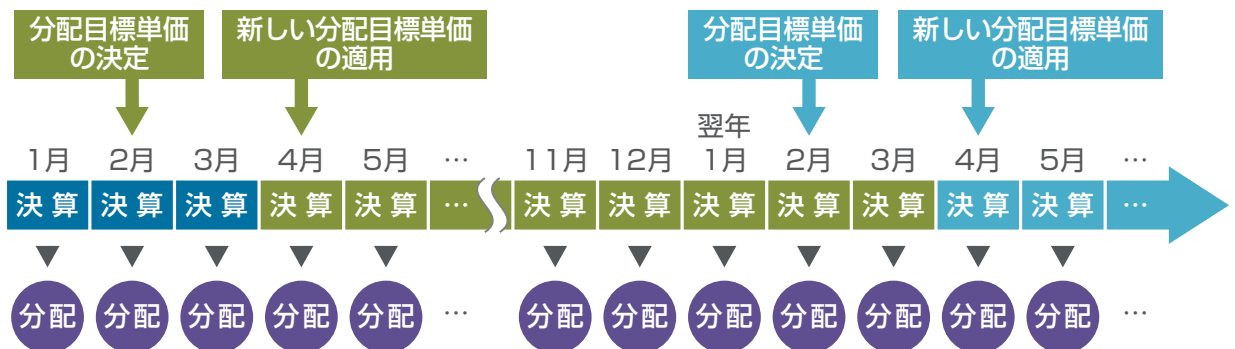 分配目標単価
の決定
新しい分配目標単価
の適用
分配目標単価
の決定
新しい分配目標単価
の適用
翌年
1月 2月 3月 4月 5月 … 11月 12月 1月 2月 3月 4月 5月 …
決算 決算 決算 決算 決算 … 決算 決算 決算 決算 決算 決算 決算 …
分配 分配 分配 分配 分配 … 分配 分配 分配 分配 分配 分配 分配 …